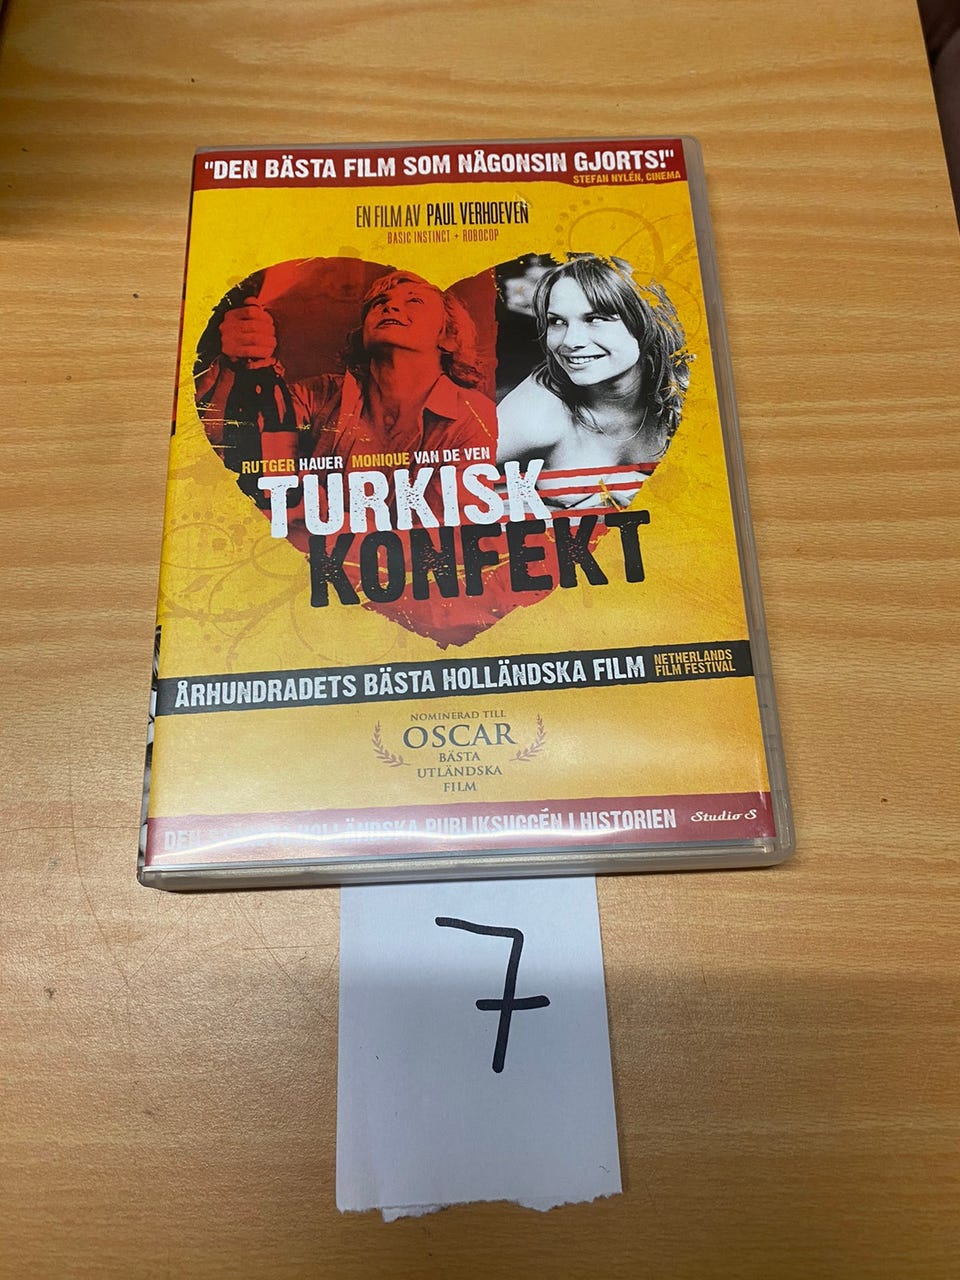 "DEN BÄSTA FILM SOM NÅGONSIN GJORTS!"
STEFAN NYLÉN, CINEMA
EN FILM AV PAUL VERHOEVEN
BASIC INSTINCT + ROBOCOP
RUTGER HAUER MONIQUE VAN DE VEN
TURKISK
KONFEKT
ÅRHUNDRADETS BÄSTA HOLLÄNDSKA FILM
NETHERLANDS
FILM FESTIVAL
NOMINERAD TILL
OSCAR
BÄSTA
UTLÄNDSKA
FILM
DEN STÖRSTA HOLLÄNDSKA PUBLIKSUCCÉN I HISTORIEN
Studio S
7